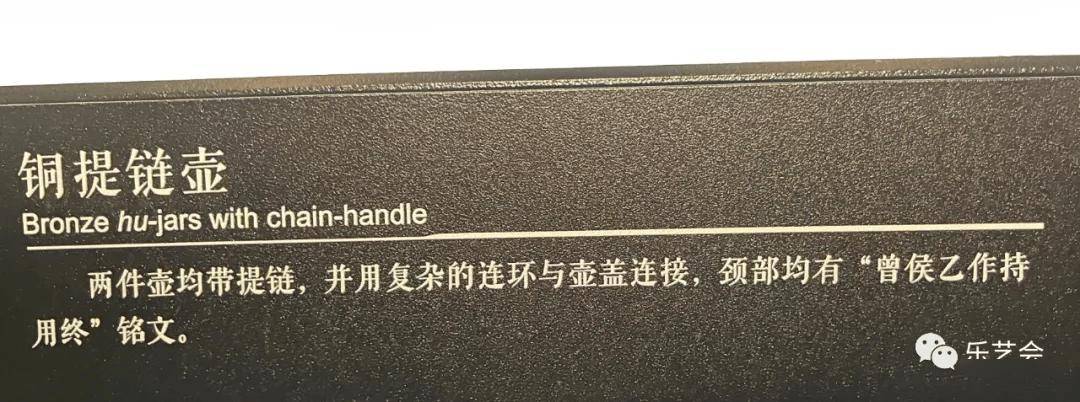 铜提链壶
Bronze hu-jars with chain-handle
两件壶均带提链，并用复杂的连环与壶盖连接，颈部均有“曾侯乙作持
用终”铭文。
乐艺会